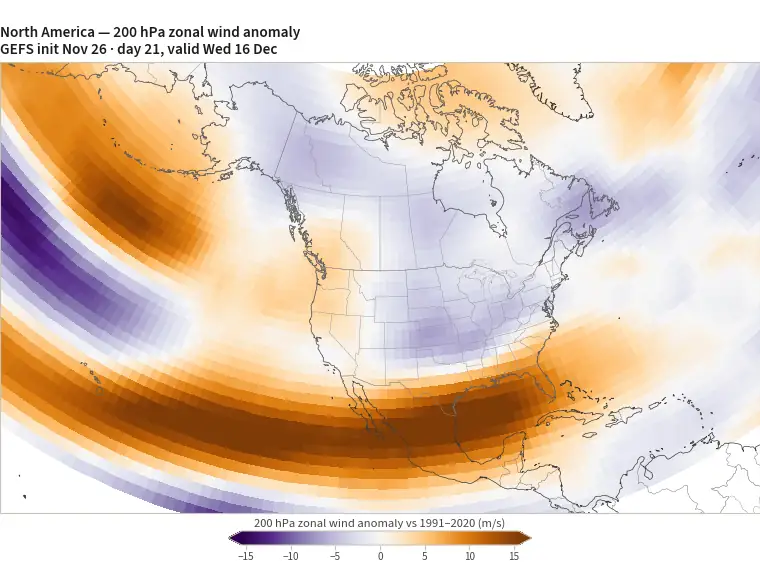 North America — 200 hPa zonal wind anomaly
GEFS init Nov 26 · day 21, valid Wed 16 Dec
200 hPa zonal wind anomaly vs 1991–2020 (m/s)
−15 −10 −5 0 5 10 15